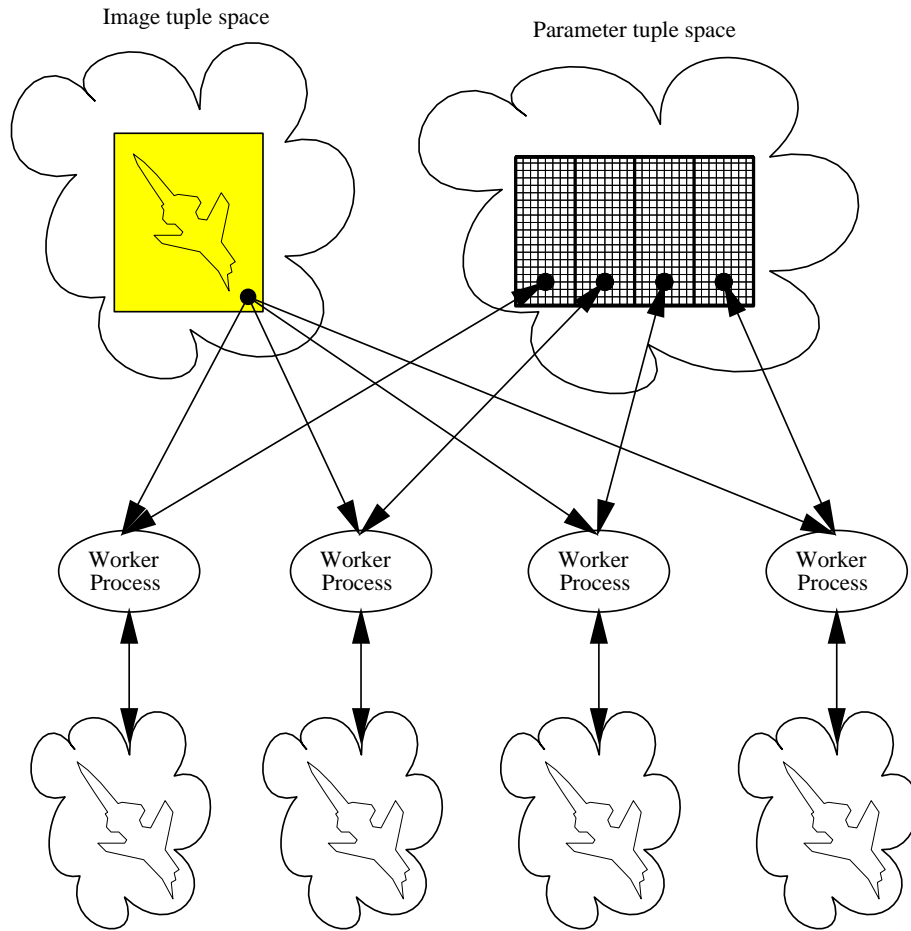 Image tuple space
Parameter tuple space
Worker
Process
Worker
Process
Worker
Process
Worker
Process